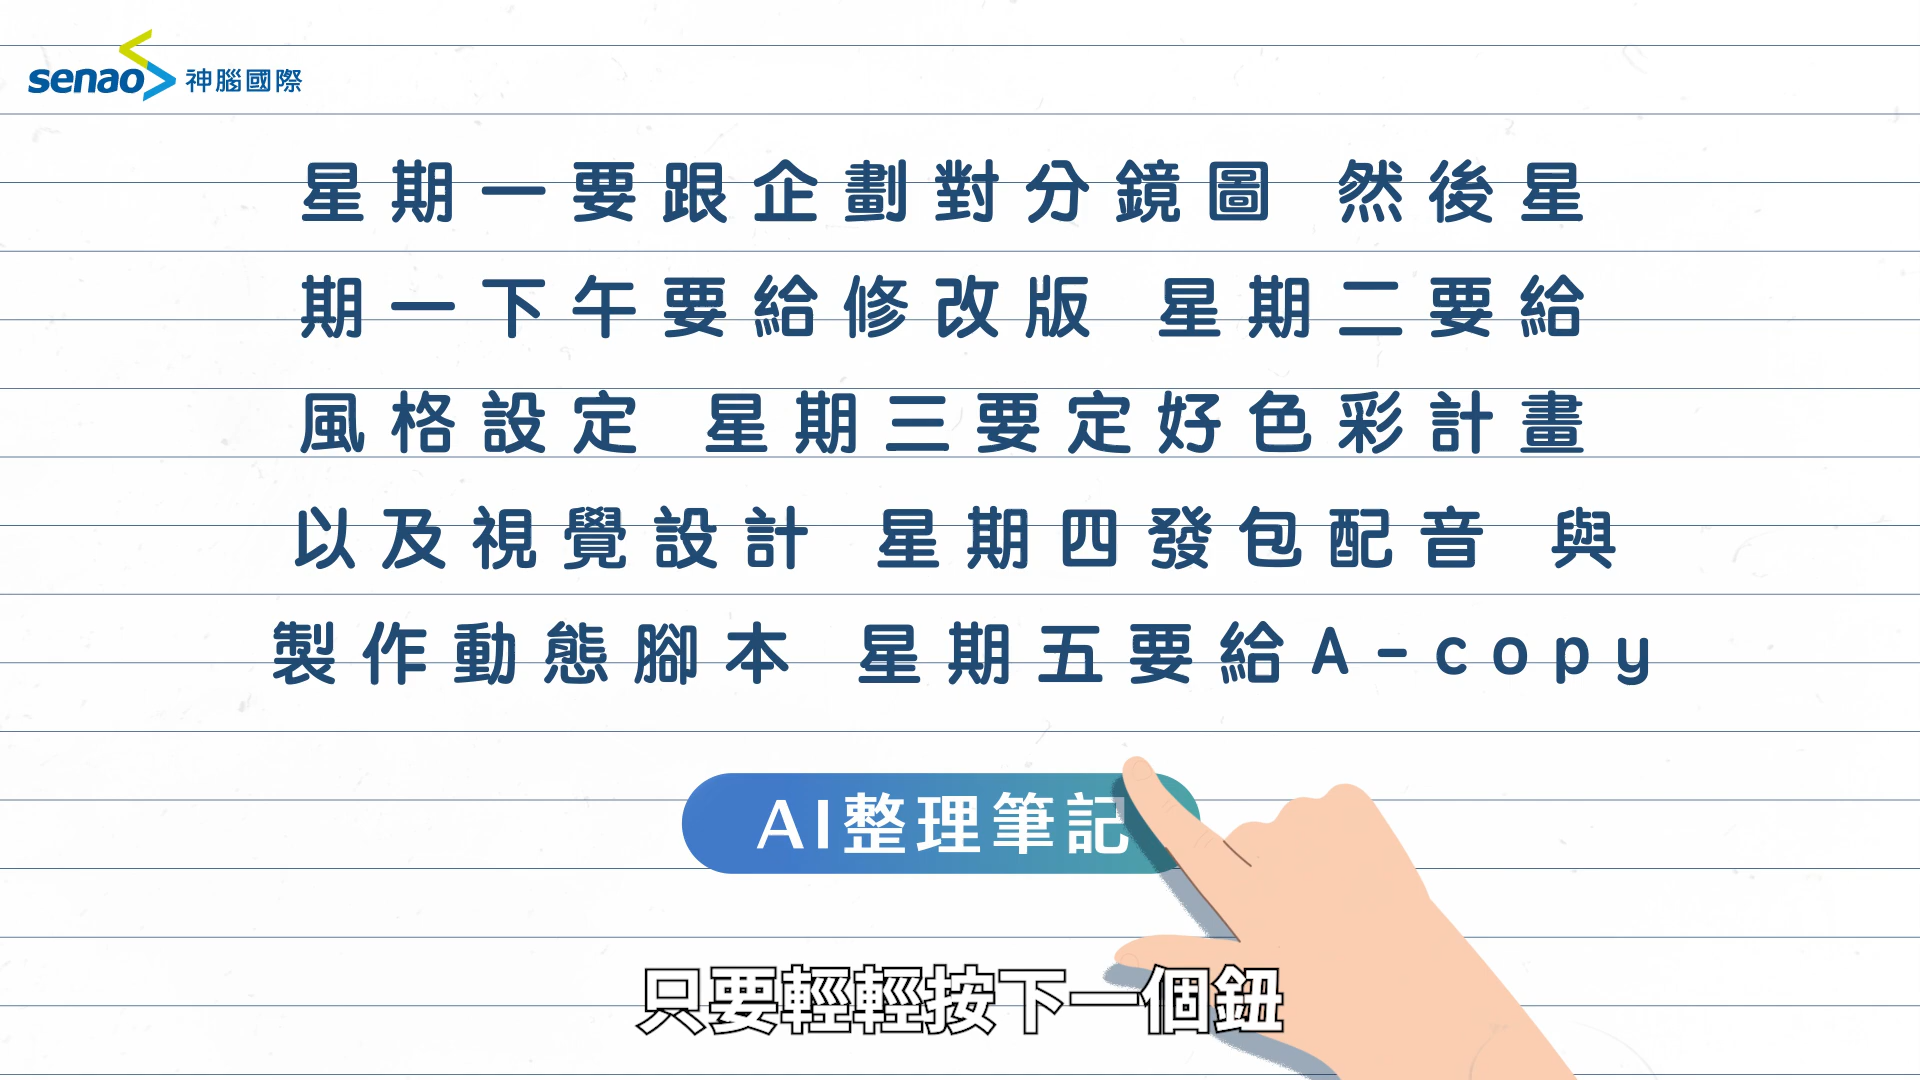 senao 神腦國際
星期一要跟企劃對分鏡圖 然後星
期一下午要給修改版 星期二要給
風格設定 星期三要定好色彩計畫
以及視覺設計 星期四發包配音 與
製作動態腳本 星期五要給A-copy
AI整理筆記
只要輕輕按下一個鈕